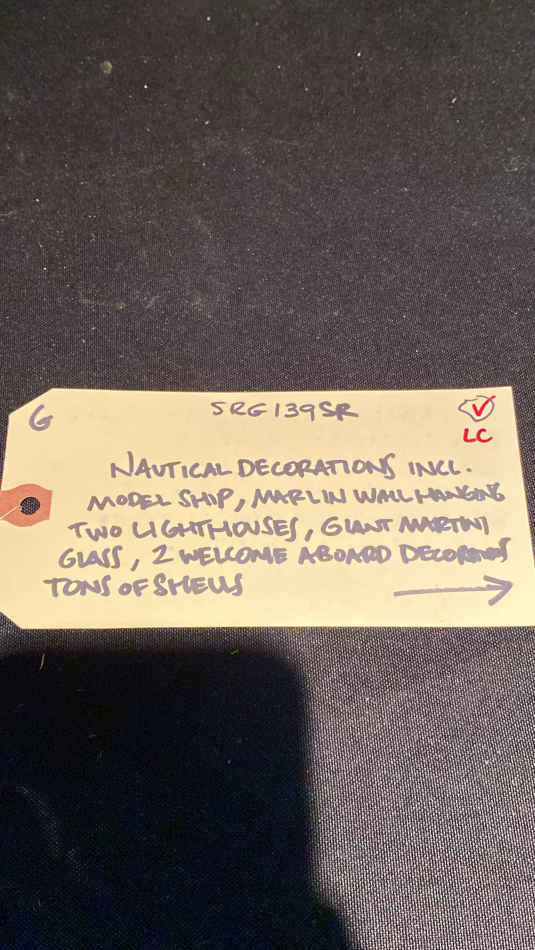 G SRG139SR
LC
NAUTICAL DECORATIONS INCL.
MODEL SHIP, MARLIN WALL HANGING
TWO LIGHTHOUSES, GIANT MARTINI
GLASS, 2 WELCOME ABOARD DECORATIONS
TONS OF SHELLS